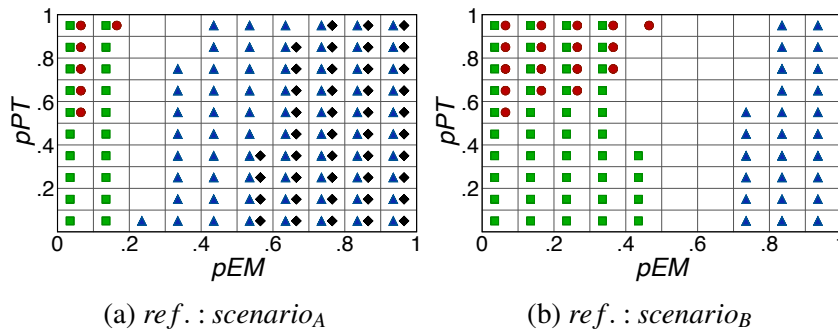 1
.8
.6
.4
.2
pPT
0 .2 .4 .6 .8 1
pEM
(a) ref. : scenario_A
1
.8
.6
.4
.2
pPT
0 .2 .4 .6 .8 1
pEM
(b) ref. : scenario_B